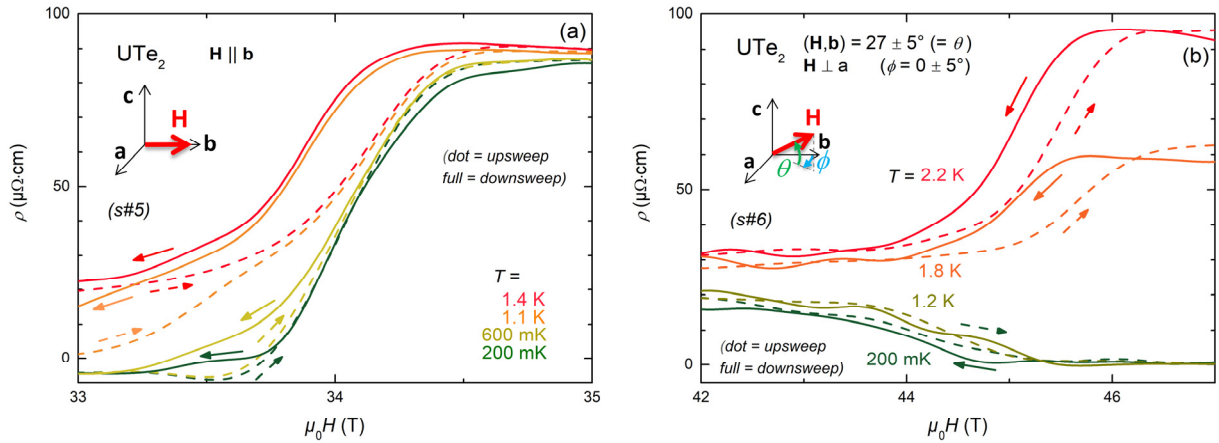 (a)
UTe2
H || b
c
H
b
a
(s#5)
(dot = upsweep
full = downsweep)
T =
1.4 K
1.1 K
600 mK
200 mK
100
50
0
33
34
35
ρ (μΩ·cm)
μ0H (T)
(b)
UTe2
(H,b) = 27 ± 5° (= θ)
H ⊥ a (ϕ = 0 ± 5°)
c
H
b
a
θ
ϕ
(s#6)
T = 2.2 K
1.8 K
1.2 K
200 mK
(dot = upsweep
full = downsweep)
100
50
0
42
44
46
ρ (μΩ·cm)
μ0H (T)